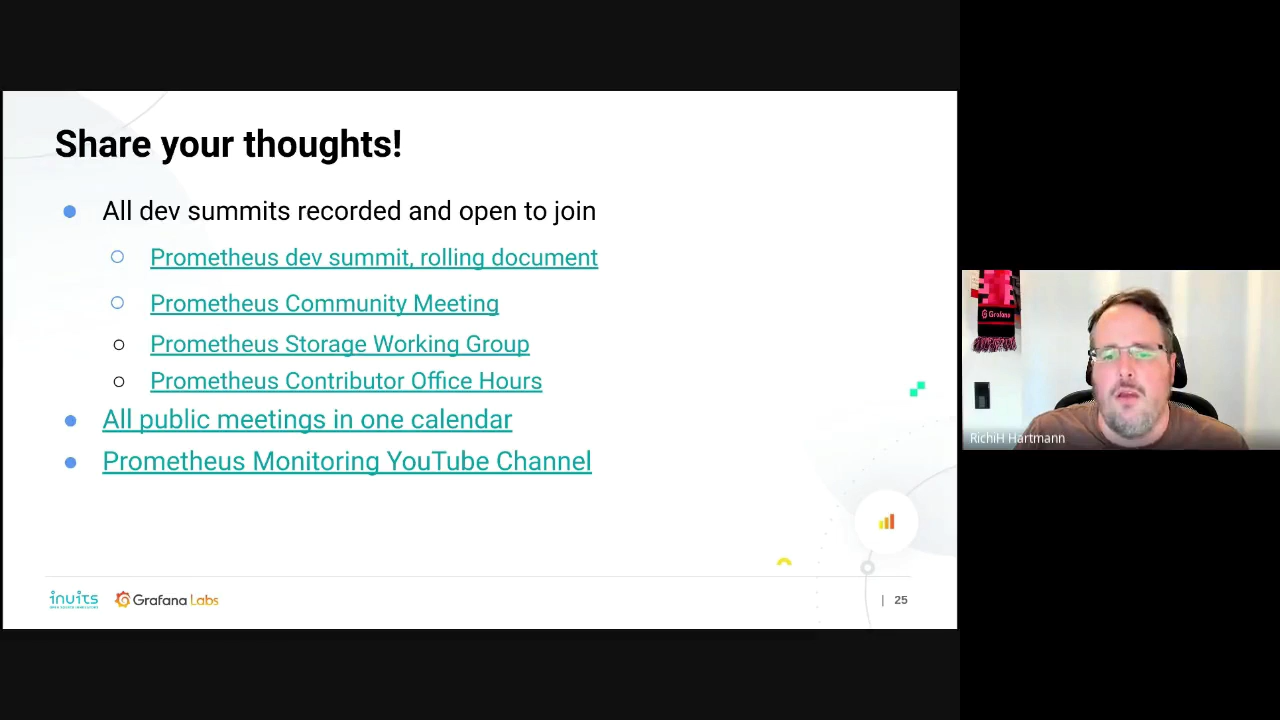 Share your thoughts!
All dev summits recorded and open to join
Prometheus dev summit, rolling document
Prometheus Community Meeting
Prometheus Storage Working Group
Prometheus Contributor Office Hours
All public meetings in one calendar
Prometheus Monitoring YouTube Channel
inuits
Grafana Labs
| 25
Grafana
RichiH Hartmann